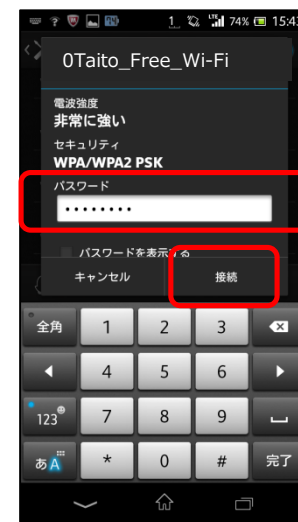 1 74% 15:43
0Taito_Free_Wi-Fi
電波強度
非常に強い
セキュリティ
WPA/WPA2 PSK
パスワード
••••••••
パスワードを表示する
キャンセル 接続
全角 1 2 3
4 5 6
123 7 8 9
あA * 0 # 完了